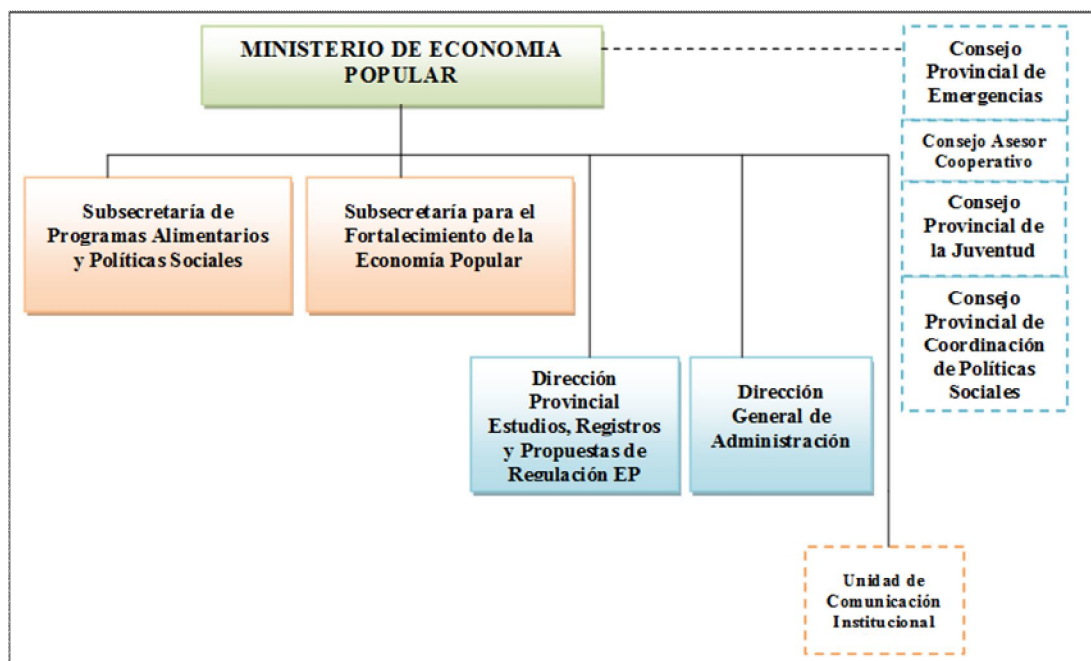 MINISTERIO DE ECONOMIA
POPULAR
Consejo
Provincial de
Emergencias
Consejo Asesor
Cooperativo
Consejo
Provincial de
la Juventud
Consejo
Provincial de
Coordinación
de Políticas
Sociales
Subsecretaría de
Programas Alimentarios
y Políticas Sociales
Subsecretaría para el
Fortalecimiento de la
Economía Popular
Dirección
Provincial
Estudios, Registros
y Propuestas de
Regulación EP
Dirección
General de
Administración
Unidad de
Comunicación
Institucional